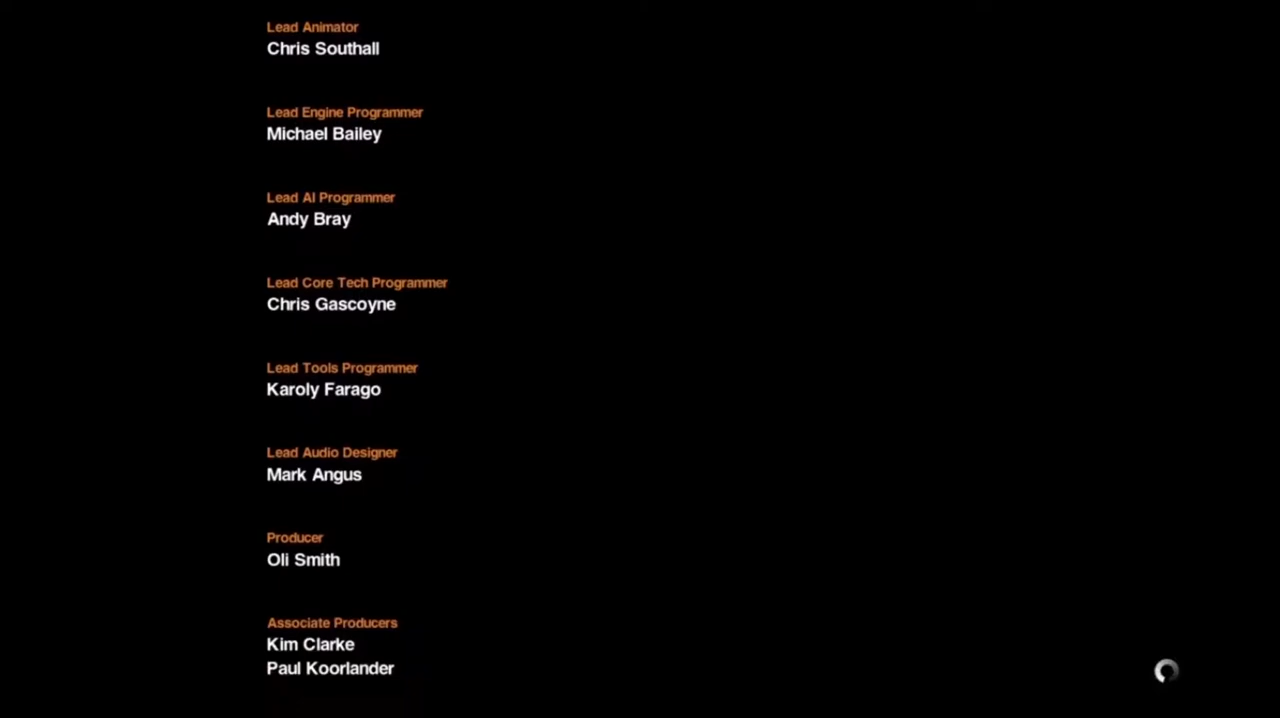 Lead Animator
Chris Southall
Lead Engine Programmer
Michael Bailey
Lead AI Programmer
Andy Bray
Lead Core Tech Programmer
Chris Gascoyne
Lead Tools Programmer
Karoly Farago
Lead Audio Designer
Mark Angus
Producer
Oli Smith
Associate Producers
Kim Clarke
Paul Koorlander